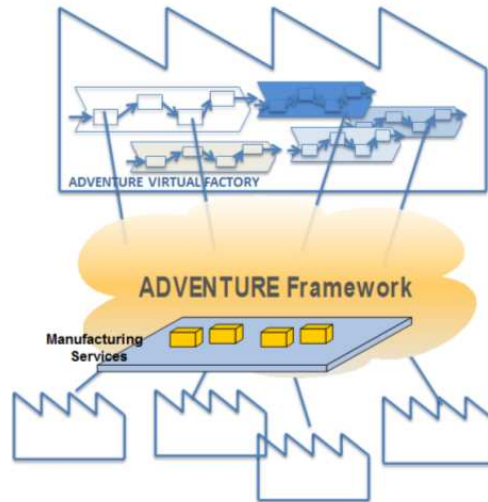 ADVENTURE VIRTUAL FACTORY
ADVENTURE Framework
Manufacturing
Services